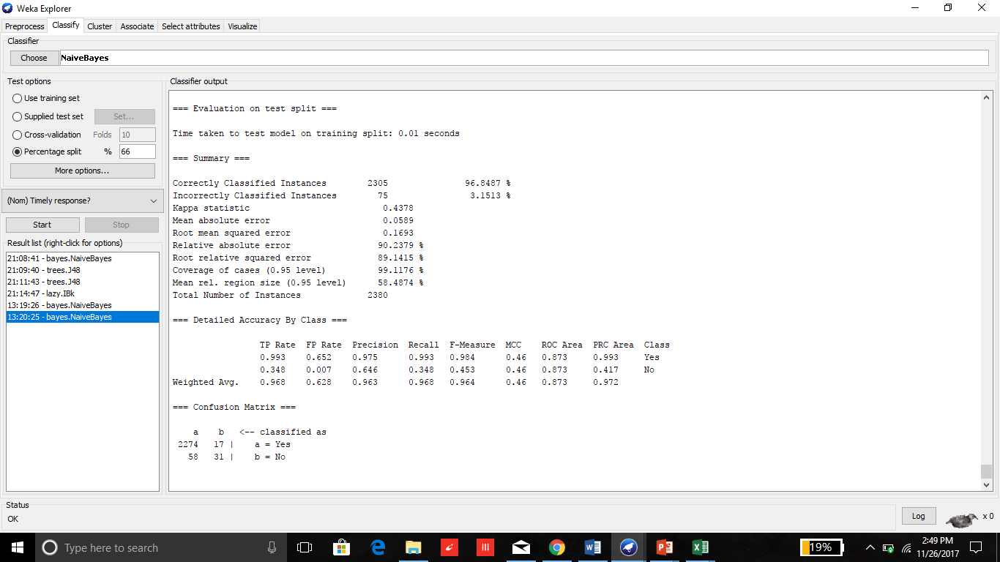 Weka Explorer
Preprocess Classify Cluster Associate Select attributes Visualize
Classifier
Choose NaiveBayes
Test options
Use training set
Supplied test set Set...
Cross-validation Folds 10
Percentage split % 66
More options...
(Nom) Timely response?
Start Stop
Result list (right-click for options)
21:08:41 - bayes.NaiveBayes
21:09:40 - trees.J48
21:11:43 - trees.J48
21:14:47 - lazy.IBk
13:19:26 - bayes.NaiveBayes
13:20:25 - bayes.NaiveBayes
Classifier output
=== Evaluation on test split ===
Time taken to test model on training split: 0.01 seconds
=== Summary ===
Correctly Classified Instances 2305 96.8487 %
Incorrectly Classified Instances 75 3.1513 %
Kappa statistic 0.4378
Mean absolute error 0.0589
Root mean squared error 0.1693
Relative absolute error 90.2379 %
Root relative squared error 89.1415 %
Coverage of cases (0.95 level) 99.1176 %
Mean rel. region size (0.95 level) 58.4874 %
Total Number of Instances 2380
=== Detailed Accuracy By Class ===
TP Rate FP Rate Precision Recall F-Measure MCC ROC Area PRC Area Class
0.993 0.652 0.975 0.993 0.984 0.46 0.873 0.993 Yes
0.348 0.007 0.646 0.348 0.453 0.46 0.873 0.417 No
Weighted Avg. 0.968 0.628 0.963 0.968 0.964 0.46 0.873 0.972
=== Confusion Matrix ===
a b <-- classified as
2274 17 | a = Yes
58 31 | b = No
Status
OK
Log x 0
Type here to search
19%
2:49 PM
11/26/2017